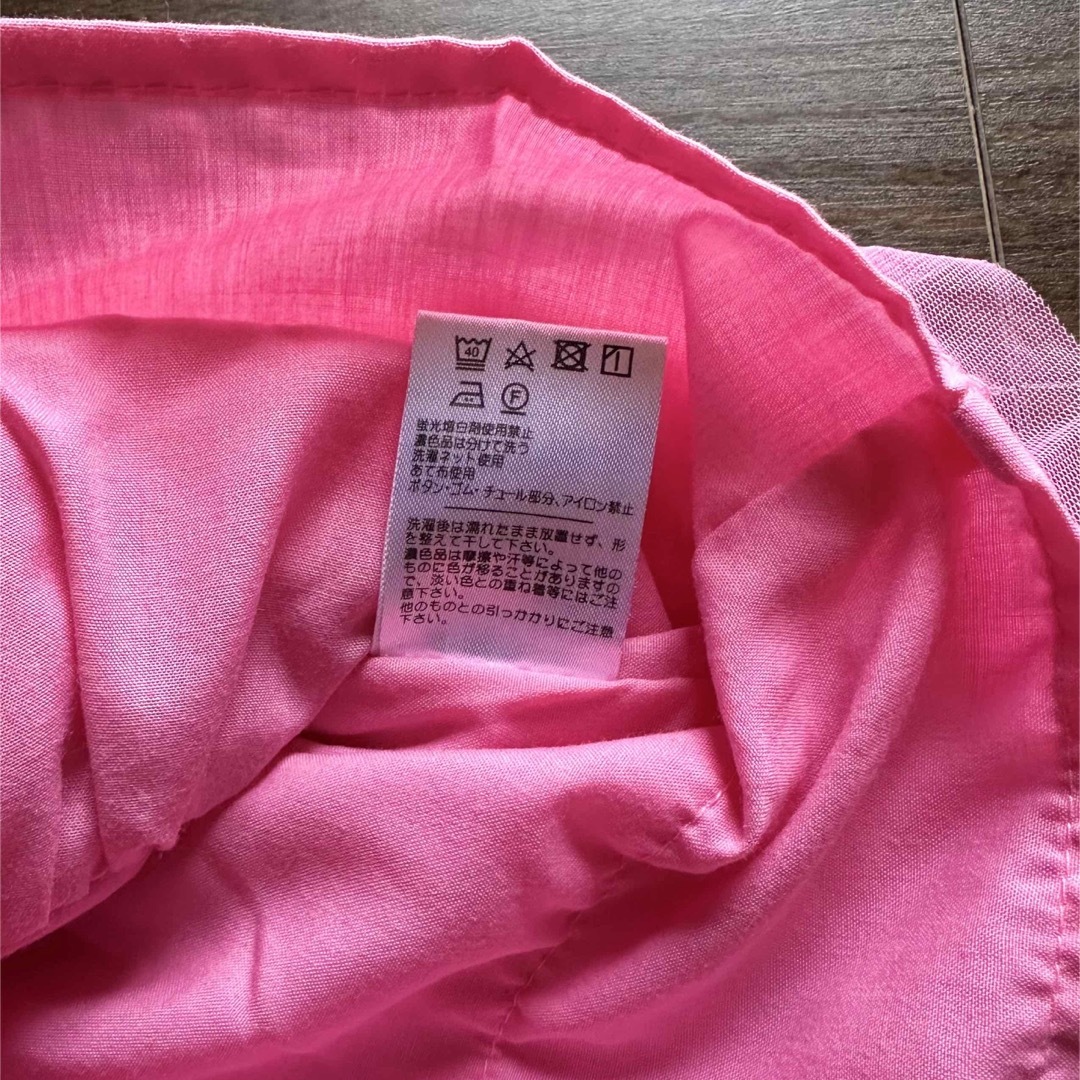 40
F
蛍光増白剤使用禁止
濃色品は分けて洗う
洗濯ネット使用
あて布使用
ボタン・ゴム・チュール部分、アイロン禁止
洗濯後は濡れたまま放置せず、形
を整えて干して下さい。
濃色品は摩擦や汗等によって他の
ものに色が移ることがありますの
で、淡い色との重ね着等にはご注
意下さい。
他のものとの引っかかりにご注意
下さい。